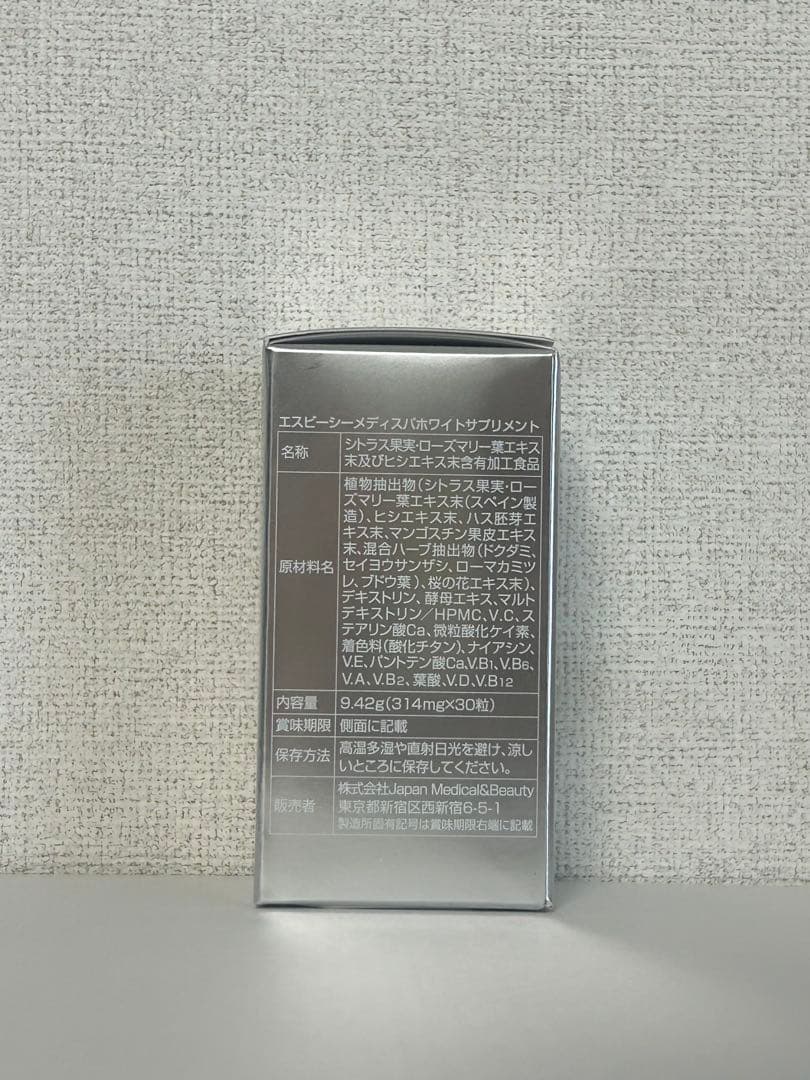 エスビーシーメディスパホワイトサプリメント
名称
シトラス果実・ローズマリー葉エキス
末及びヒシエキス末含有加工食品
原材料名
植物抽出物(シトラス果実・ロー
ズマリー葉エキス末(スペイン製
造)、ヒシエキス末、ハス胚芽エ
キス末、マンゴスチン果皮エキス
末、混合ハーブ抽出物(ドクダミ、
セイヨウサンザシ、ローマカミツ
レ、ブドウ葉)、桜の花エキス末)、
デキストリン、酵母エキス、マルト
デキストリン/HPMC、V.C、ス
テアリン酸Ca、微粒酸化ケイ素、
着色料(酸化チタン)、ナイアシン、
V.E、パントテン酸Ca、V.B1、V.B6、
V.A、V.B2、葉酸、V.D、V.B12
内容量
9.42g(314mg×30粒)
賞味期限
側面に記載
保存方法
高温多湿や直射日光を避け、涼し
いところに保存してください。
販売者
株式会社Japan Medical&Beauty
東京都新宿区西新宿6-5-1
製造所固有記号は賞味期限右端に記載